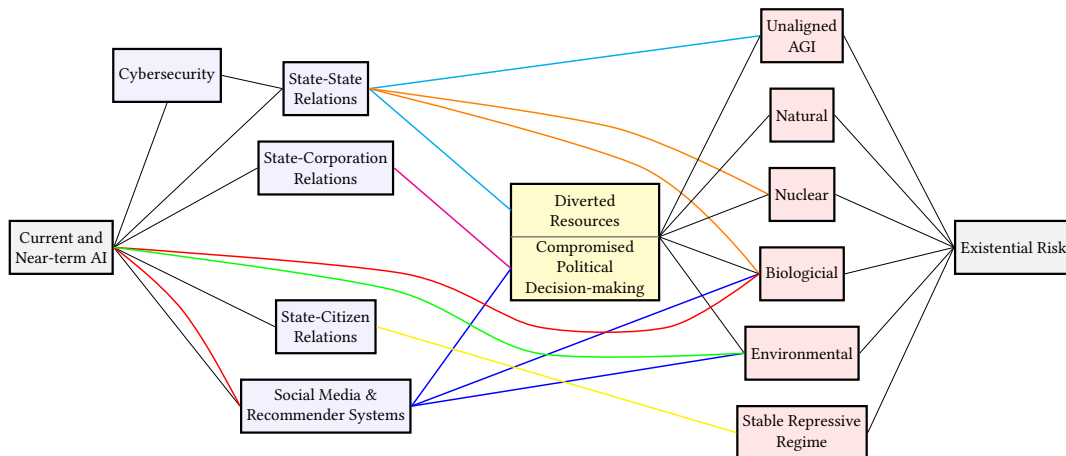 Unaligned
AGI
Cybersecurity
State-State
Relations
Natural
State-Corporation
Relations
Nuclear
Diverted
Resources
Compromised
Political
Decision-making
Current and
Near-term AI
Existential Risk
Biologicial
State-Citizen
Relations
Environmental
Social Media &
Recommender Systems
Stable Repressive
Regime